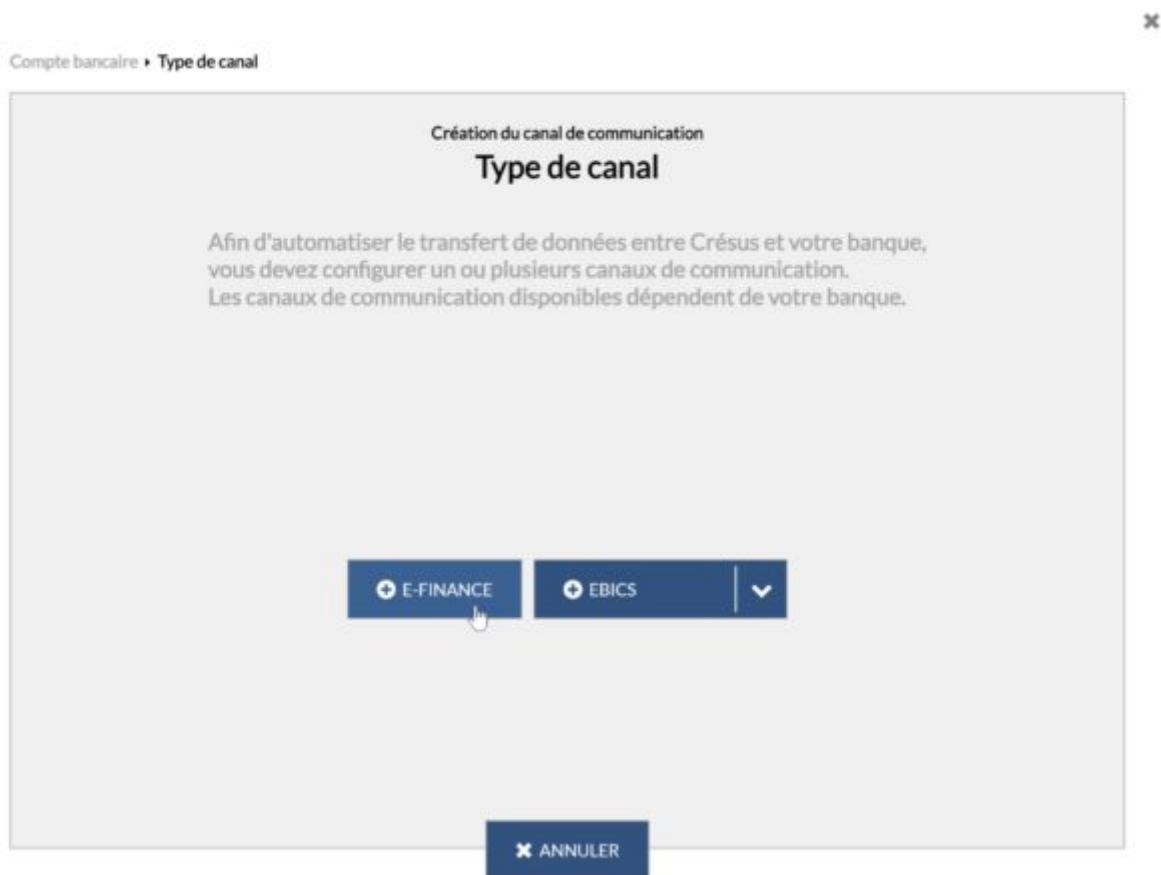 Compte bancaire ▸ Type de canal
Création du canal de communication
Type de canal
Afin d'automatiser le transfert de données entre Crésus et votre banque,
vous devez configurer un ou plusieurs canaux de communication.
Les canaux de communication disponibles dépendent de votre banque.
E-FINANCE EBICS
ANNULER